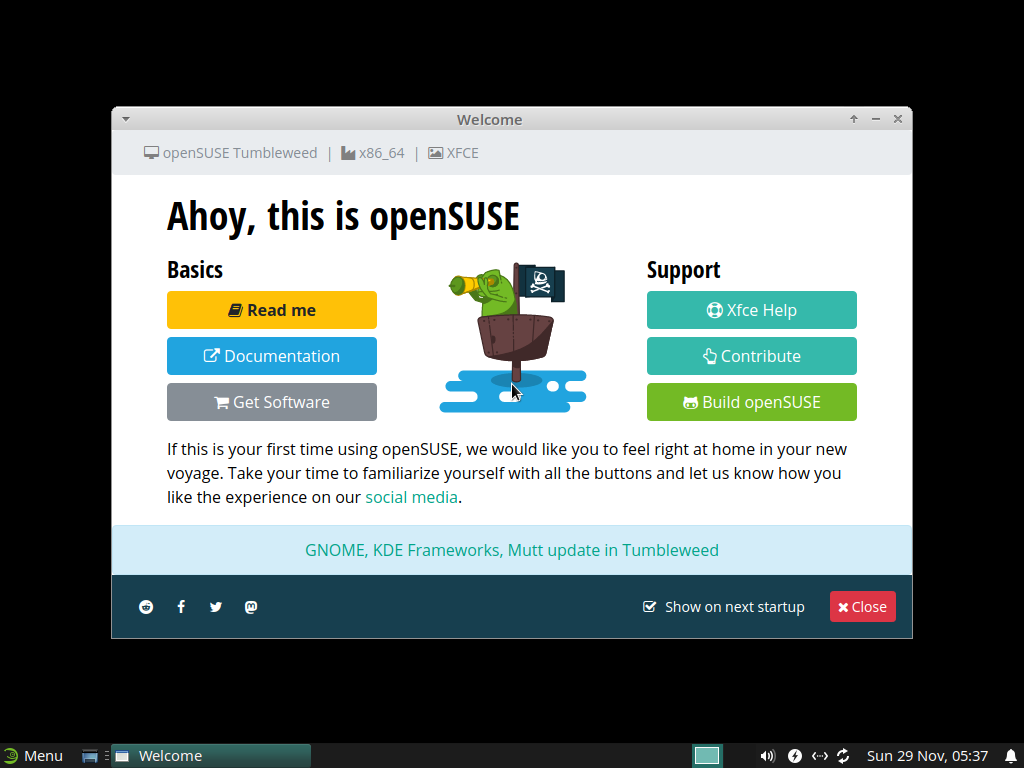 Welcome
openSUSE Tumbleweed | x86_64 | XFCE
Ahoy, this is openSUSE
Basics
Read me
Documentation
Get Software
Support
Xfce Help
Contribute
Build openSUSE
If this is your first time using openSUSE, we would like you to feel right at home in your new
voyage. Take your time to familiarize yourself with all the buttons and let us know how you
like the experience on our social media.
GNOME, KDE Frameworks, Mutt update in Tumbleweed
Show on next startup
Close
Menu
Welcome
Sun 29 Nov, 05:37